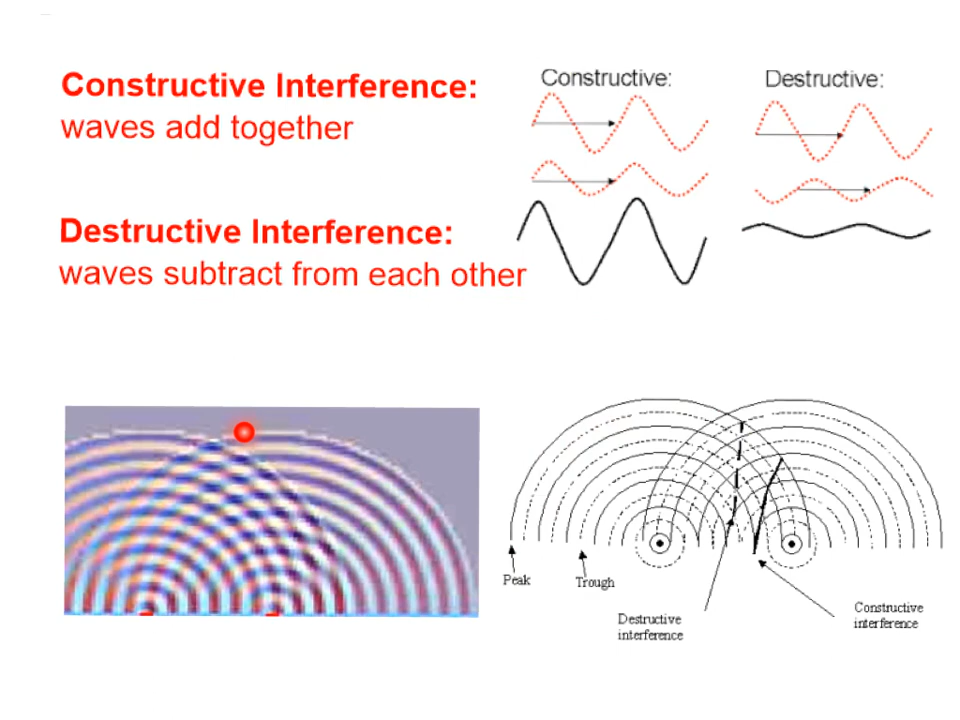 Constructive Interference:
waves add together
Destructive Interference:
waves subtract from each other
Constructive:
Destructive:
Peak
Trough
Destructive
interference
Constructive
interference